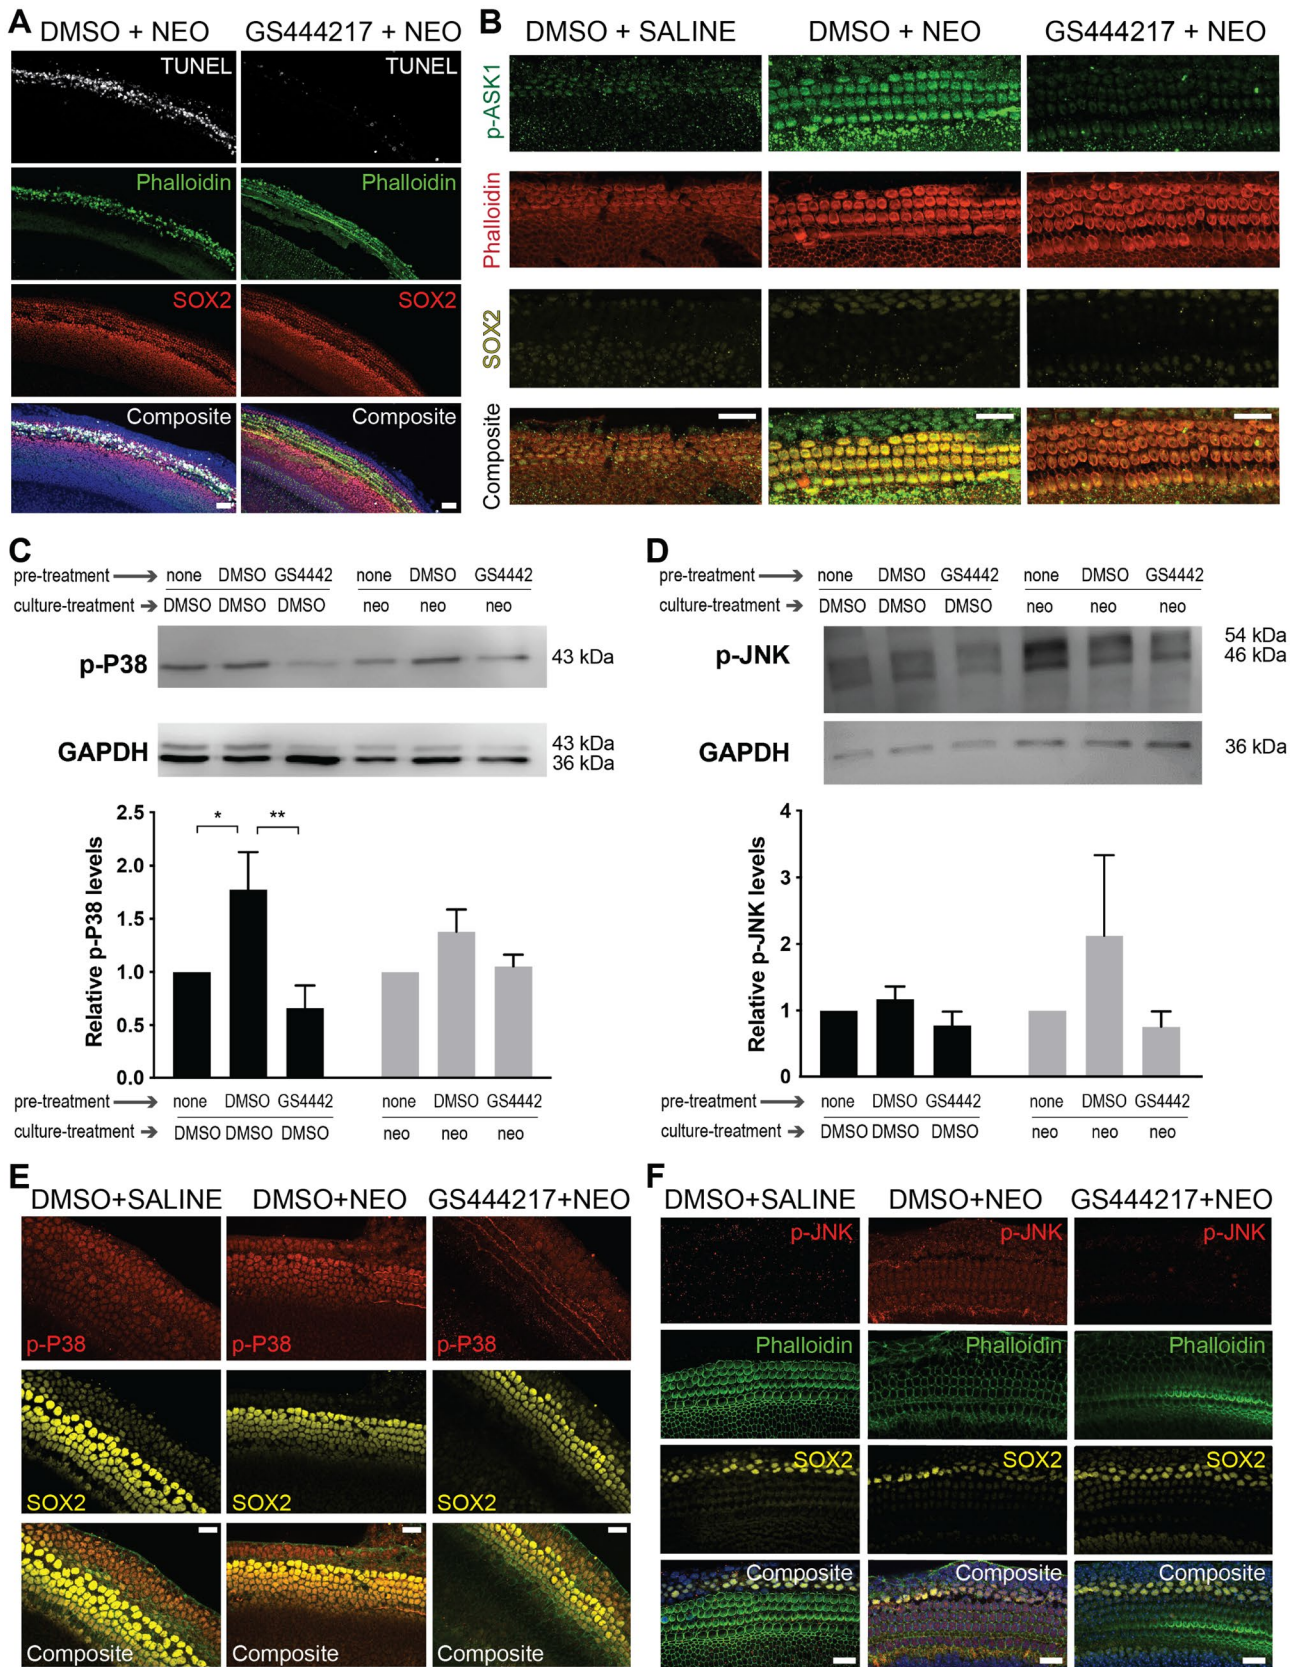 A
DMSO + NEO
GS444217 + NEO
TUNEL
TUNEL
Phalloidin
Phalloidin
SOX2
SOX2
Composite
Composite
B
DMSO + SALINE
DMSO + NEO
GS444217 + NEO
p-ASK1
Phalloidin
SOX2
Composite
C
pre-treatment none DMSO GS4442 none DMSO GS4442
culture-treatment DMSO DMSO DMSO neo neo neo
p-P38
43 kDa
GAPDH
43 kDa
36 kDa
Relative p-P38 levels
2.5
2.0
1.5
1.0
0.5
0.0
* **
pre-treatment none DMSO GS4442 none DMSO GS4442
culture-treatment DMSO DMSO DMSO neo neo neo
D
pre-treatment none DMSO GS4442 none DMSO GS4442
culture-treatment DMSO DMSO DMSO neo neo neo
p-JNK
54 kDa
46 kDa
GAPDH
36 kDa
Relative p-JNK levels
4
3
2
1
0
pre-treatment none DMSO GS4442 none DMSO GS4442
culture-treatment DMSO DMSO DMSO neo neo neo
E
DMSO+SALINE
DMSO+NEO
GS444217+NEO
p-P38
p-P38
p-P38
SOX2
SOX2
SOX2
Composite
Composite
Composite
F
DMSO+SALINE
DMSO+NEO
GS444217+NEO
p-JNK
p-JNK
p-JNK
Phalloidin
Phalloidin
Phalloidin
SOX2
SOX2
SOX2
Composite
Composite
Composite